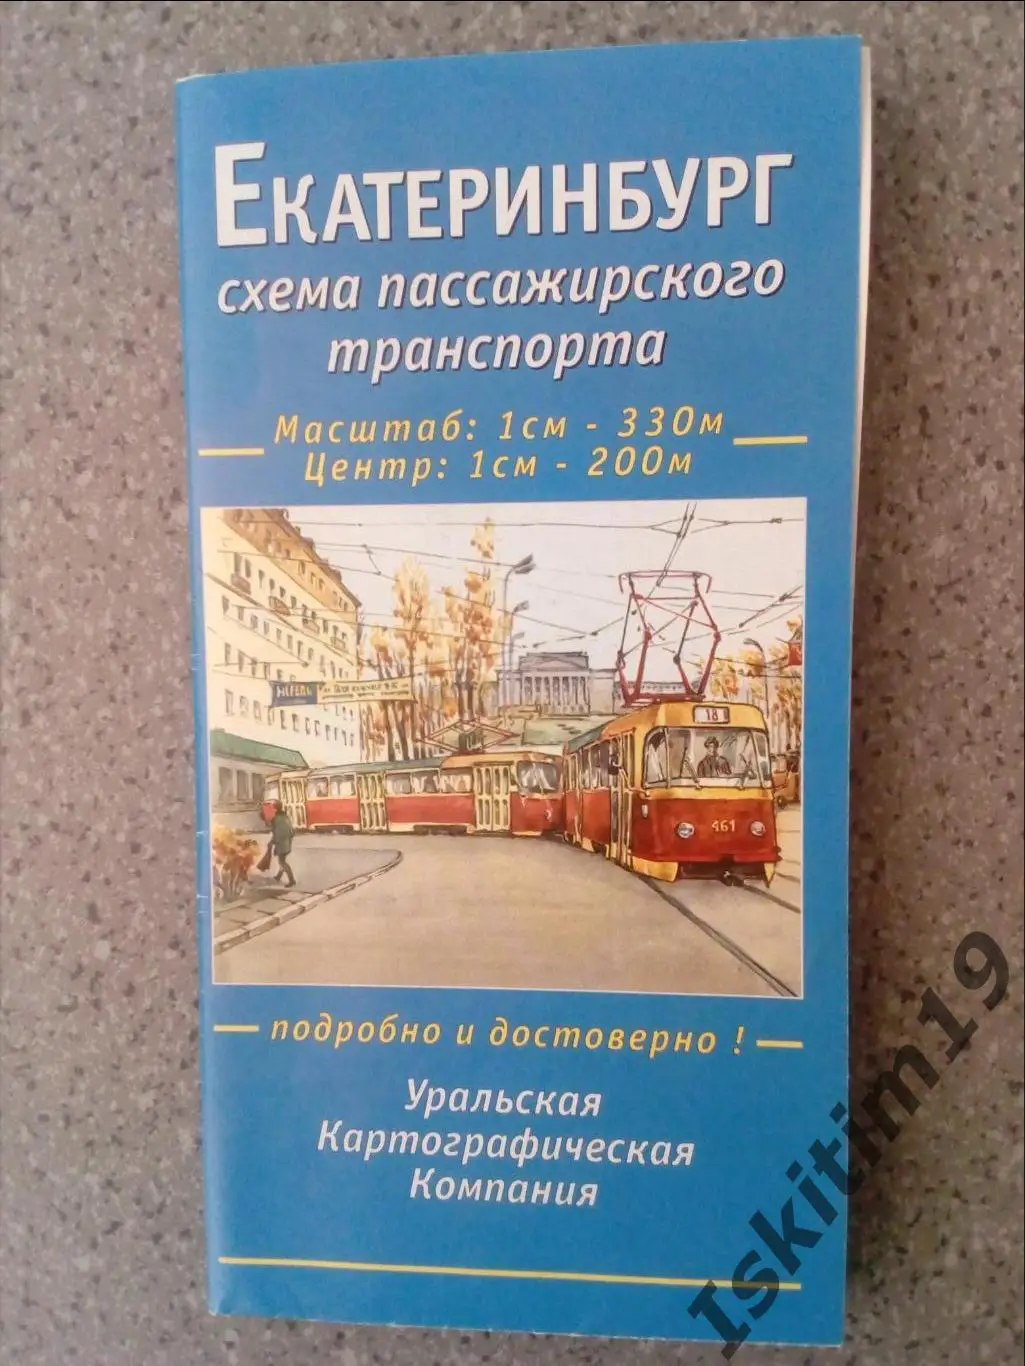 ЕКАТЕРИНБУРГ
схема пассажирского
транспорта
Масштаб: 1см - 330м
Центр: 1см - 200м
18
461
подробно и достоверно !
Уральская
Картографическая
Компания
Iskitim19